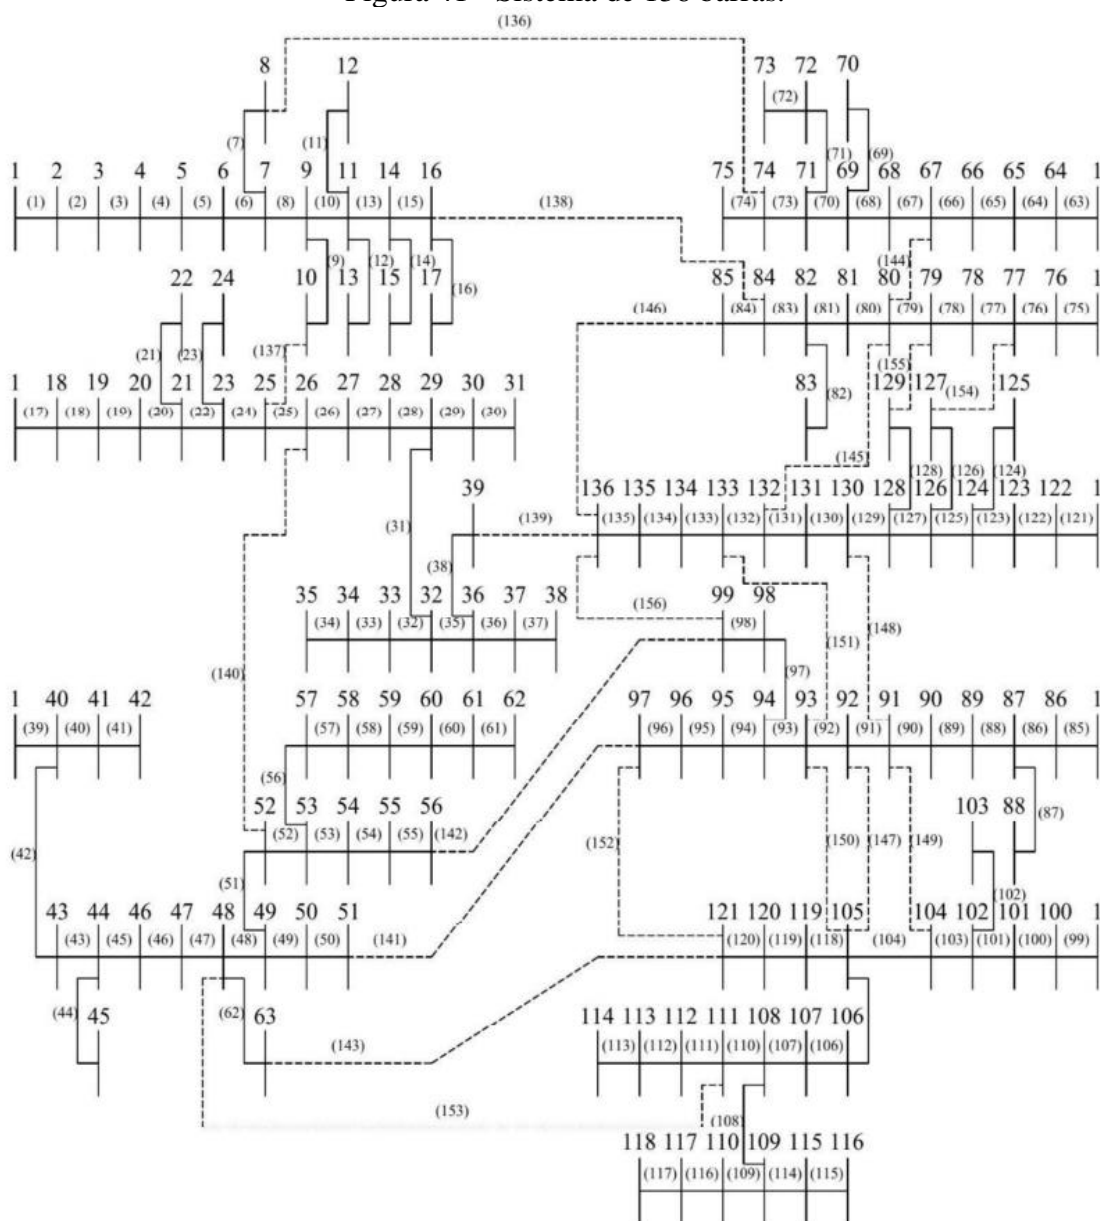 Figura 41 - Sistema de 136 barras.
(136)
8 12 73 72 70
(72)
(7) (11) (71) (69)
1 2 3 4 5 6 7 9 11 14 16 75 74 71 69 68 67 66 65 64 1
(1) (2) (3) (4) (5) (6) (8) (10) (13) (15) (138) (74) (73) (70) (68) (67) (66) (65) (64) (63)
(9) (12) (14) (144)
22 24 10 13 15 17 (16) 85 84 82 81 80 79 78 77 76 1
(146) (84) (83) (81) (80) (79) (78) (77) (76) (75)
(21) (23) (137) (155)
1 18 19 20 21 23 25 26 27 28 29 30 31 83 (82) 129 127 (154) 125
(17) (18) (19) (20) (22) (24) (25) (26) (27) (28) (29) (30)
(145) (128) (126) (124)
39 136 135 134 133 132 131 130 128 126 124 123 122 1
(31) (139) (135) (134) (133) (132) (131) (130) (129) (127) (125) (123) (122) (121)
(38)
35 34 33 32 36 37 38 (156) 99 98
(34) (33) (32) (35) (36) (37) (98) (151) (148)
(140) (97)
1 40 41 42 57 58 59 60 61 62 97 96 95 94 93 92 91 90 89 87 86 1
(39) (40) (41) (57) (58) (59) (60) (61) (96) (95) (94) (93) (92) (91) (90) (89) (88) (86) (85)
(56)
52 53 54 55 56 103 88 (87)
(42) (52) (53) (54) (55) (142) (152) (150) (147) (149)
(51) (102)
43 44 46 47 48 49 50 51 121 120 119 105 104 102 101 100 1
(43) (45) (46) (47) (48) (49) (50) (141) (120) (119) (118) (104) (103) (101) (100) (99)
(44) 45 (62) 63 114 113 112 111 108 107 106
(143) (113) (112) (111) (110) (107) (106)
(153) (108)
118 117 110 109 115 116
(117) (116) (109) (114) (115)